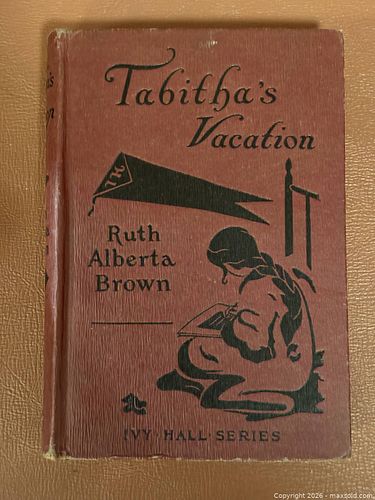 Tabitha's
Vacation
Ruth
Alberta
Brown
IVY · HALL · SERIES
Copyright 2026 - maxsold.com